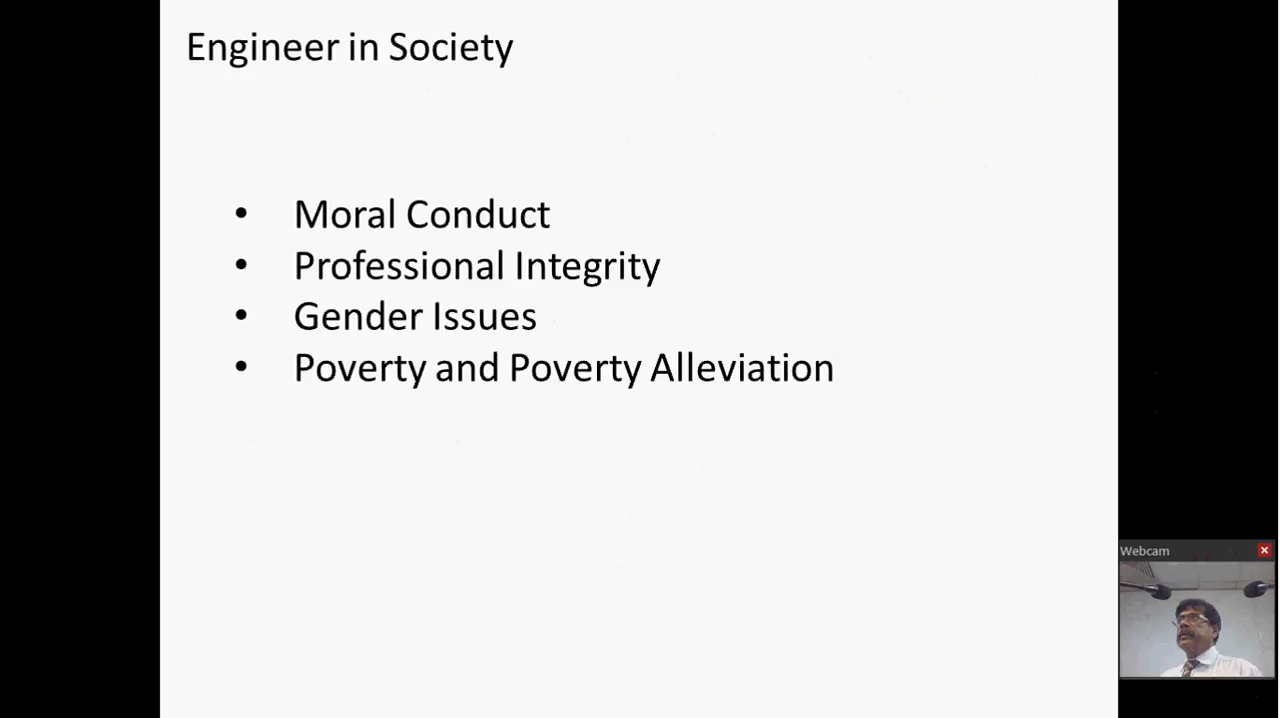 Engineer in Society
• Moral Conduct
• Professional Integrity
• Gender Issues
• Poverty and Poverty Alleviation
Webcam